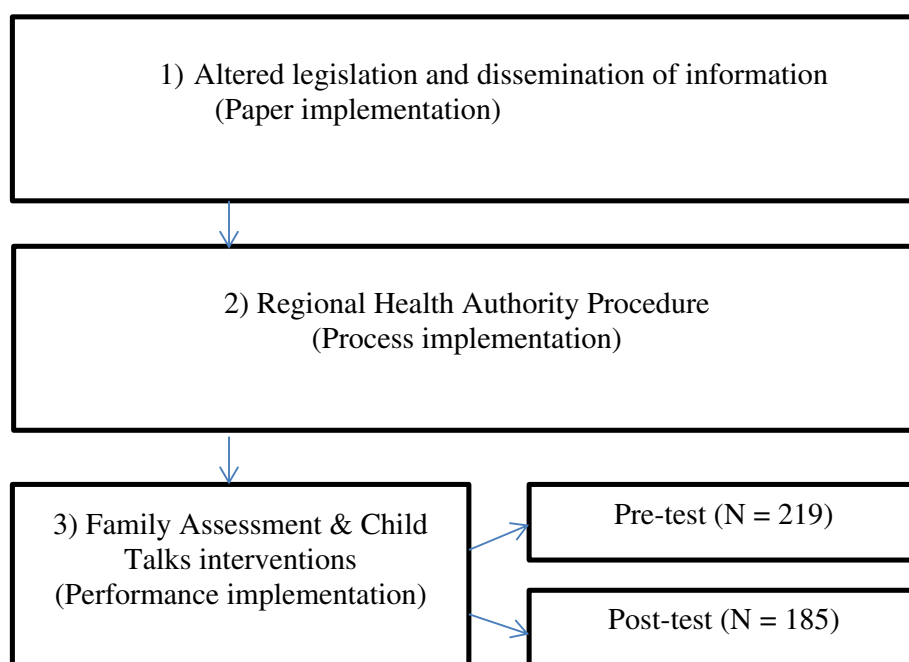 1) Altered legislation and dissemination of information
(Paper implementation)
2) Regional Health Authority Procedure
(Process implementation)
3) Family Assessment & Child
Talks interventions
(Performance implementation)
Pre-test (N = 219)
Post-test (N = 185)